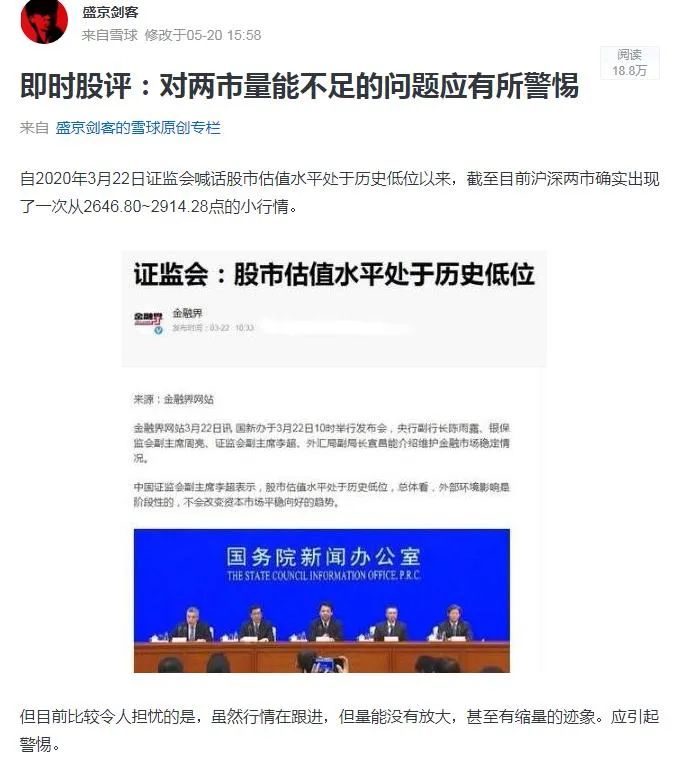 盛京剑客
来自雪球 修改于05-20 15:58
阅读
18.8万
即时股评：对两市量能不足的问题应有所警惕
来自 盛京剑客的雪球原创专栏
自2020年3月22日证监会喊话股市估值水平处于历史低位以来，截至目前沪深两市确实出现
了一次从2646.80~2914.28点的小行情。
证监会：股市估值水平处于历史低位
金融界
金融界
发布时间：03-22 10:33
来源：金融界网站
金融界网站3月22日讯 国新办于3月22日10时举行发布会，央行副行长陈雨露、银保
监会副主席周亮、证监会副主席李超、外汇局副局长宣昌能介绍维护金融市场稳定情
况。
中国证监会副主席李超表示，股市估值水平处于历史低位，总体看，外部环境影响是
阶段性的，不会改变资本市场平稳向好的趋势。
国务院新闻办公室
THE STATE COUNCIL INFORMATION OFFICE, P.R.C.
但目前比较令人担忧的是，虽然行情在跟进，但量能没有放大，甚至有缩量的迹象。应引起
警惕。